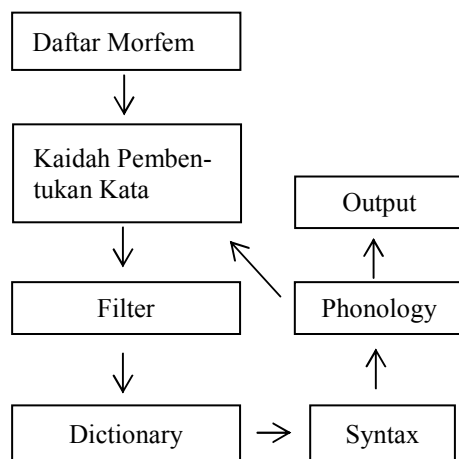 Daftar Morfem
Kaidah Pemben-
tukan Kata
Output
Filter
Phonology
Dictionary
Syntax